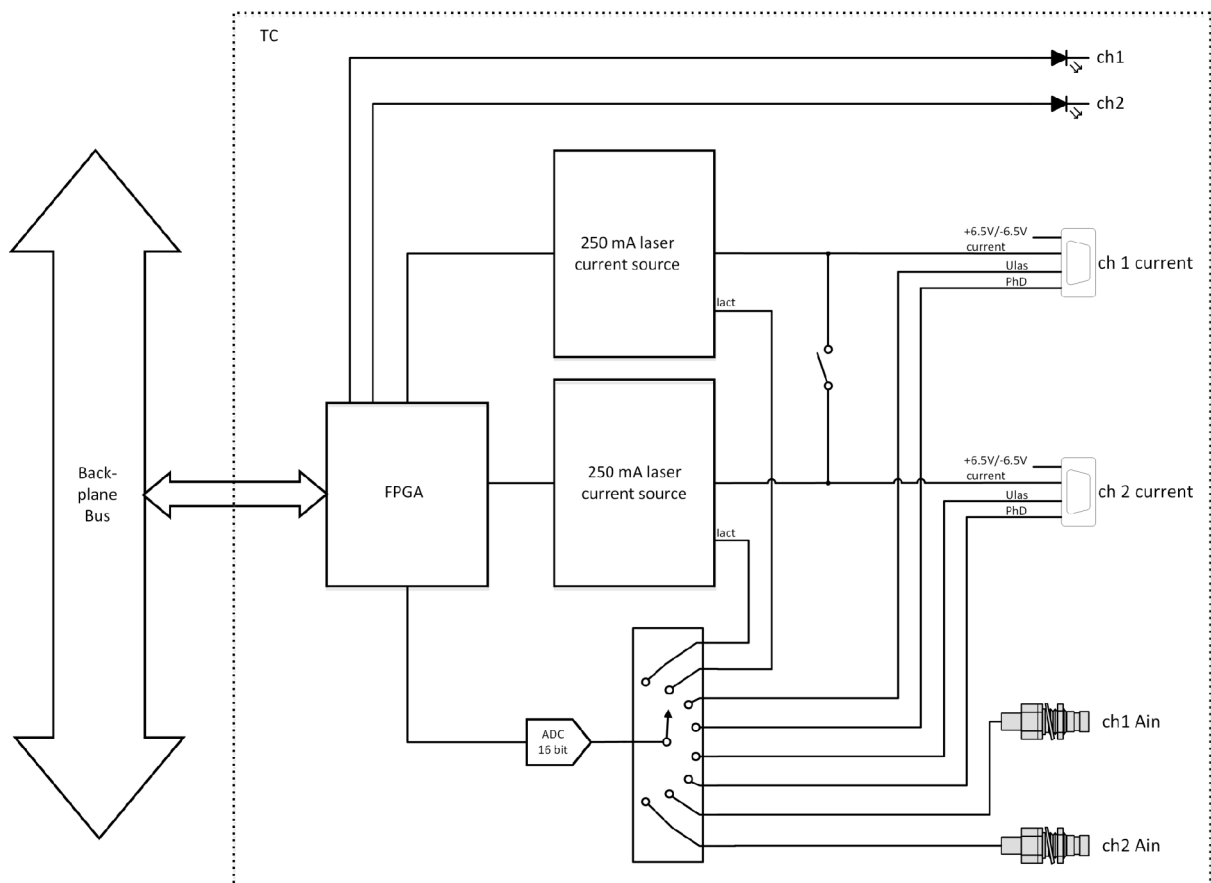 TC
ch1
ch2
250 mA laser
current source
Iact
+6.5V/-6.5V
current
Ulas
PhD
ch 1 current
Back-
plane
Bus
FPGA
250 mA laser
current source
Iact
+6.5V/-6.5V
current
Ulas
PhD
ch 2 current
ADC
16 bit
ch1 Ain
ch2 Ain